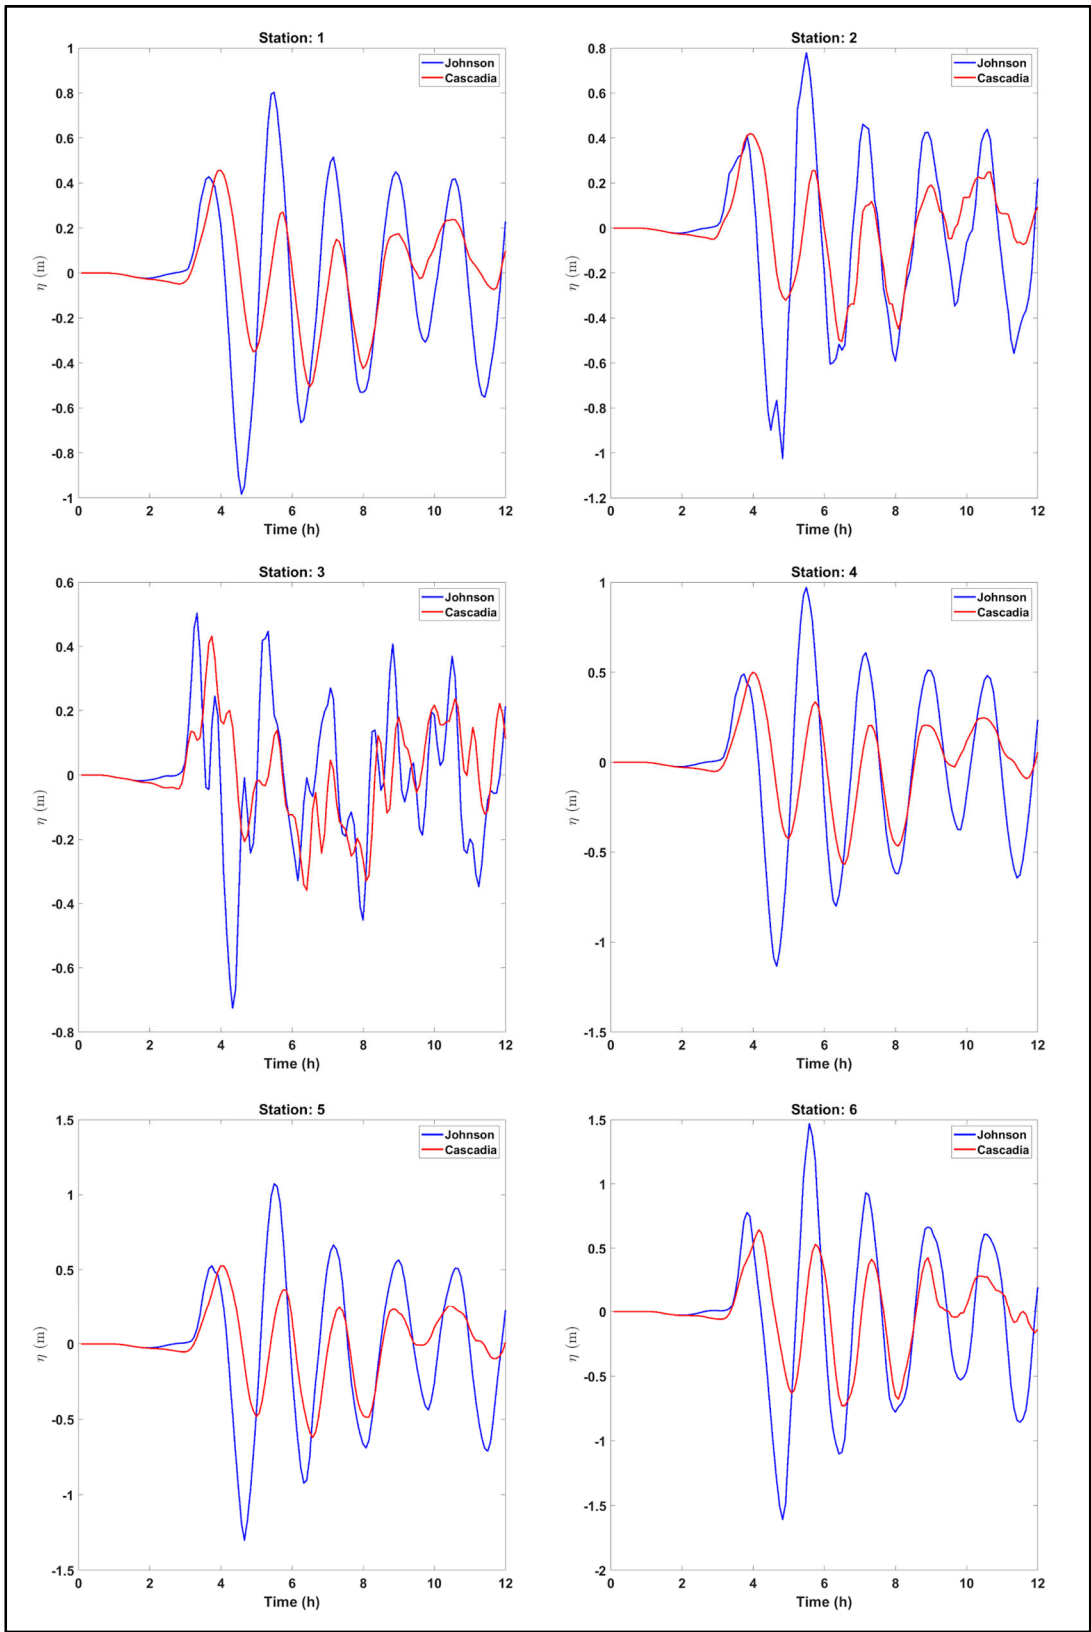 Station: 1
1
0.8
0.6
0.4
0.2
0
-0.2
-0.4
-0.6
-0.8
-1
η (m)
0 2 4 6 8 10 12
Time (h)
Johnson
Cascadia
Station: 2
0.8
0.6
0.4
0.2
0
-0.2
-0.4
-0.6
-0.8
-1
-1.2
η (m)
0 2 4 6 8 10 12
Time (h)
Johnson
Cascadia
Station: 3
0.6
0.4
0.2
0
-0.2
-0.4
-0.6
-0.8
η (m)
0 2 4 6 8 10 12
Time (h)
Johnson
Cascadia
Station: 4
1
0.5
0
-0.5
-1
-1.5
η (m)
0 2 4 6 8 10 12
Time (h)
Johnson
Cascadia
Station: 5
1.5
1
0.5
0
-0.5
-1
-1.5
η (m)
0 2 4 6 8 10 12
Time (h)
Johnson
Cascadia
Station: 6
1.5
1
0.5
0
-0.5
-1
-1.5
-2
η (m)
0 2 4 6 8 10 12
Time (h)
Johnson
Cascadia